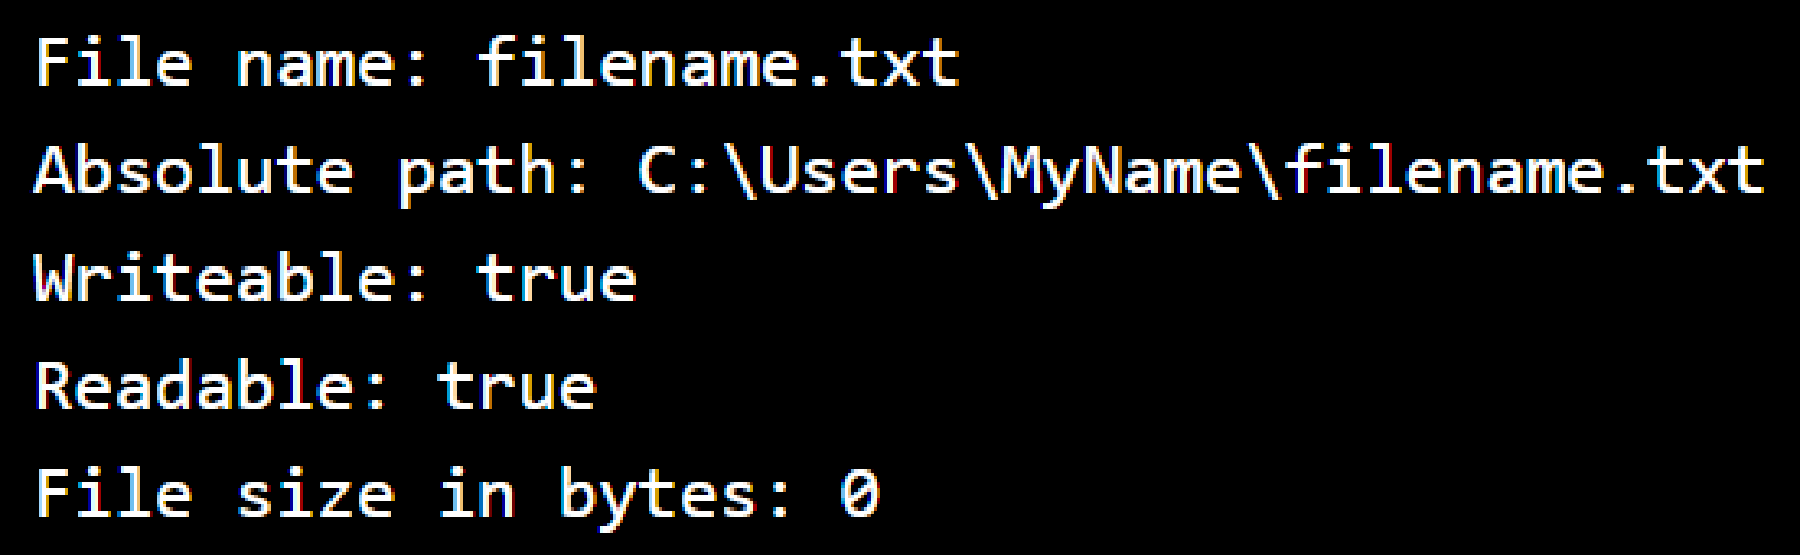 File name: filename.txt
Absolute path: C:\Users\MyName\filename.txt
Writeable: true
Readable: true
File size in bytes: 0